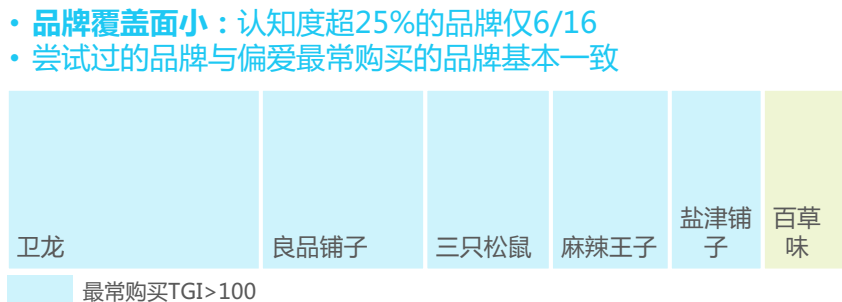 • 品牌覆盖面小：认知度超25%的品牌仅6/16
• 尝试过的品牌与偏爱最常购买的品牌基本一致
卫龙
良品铺子
三只松鼠
麻辣王子
盐津铺
子
百草
味
最常购买TGI>100